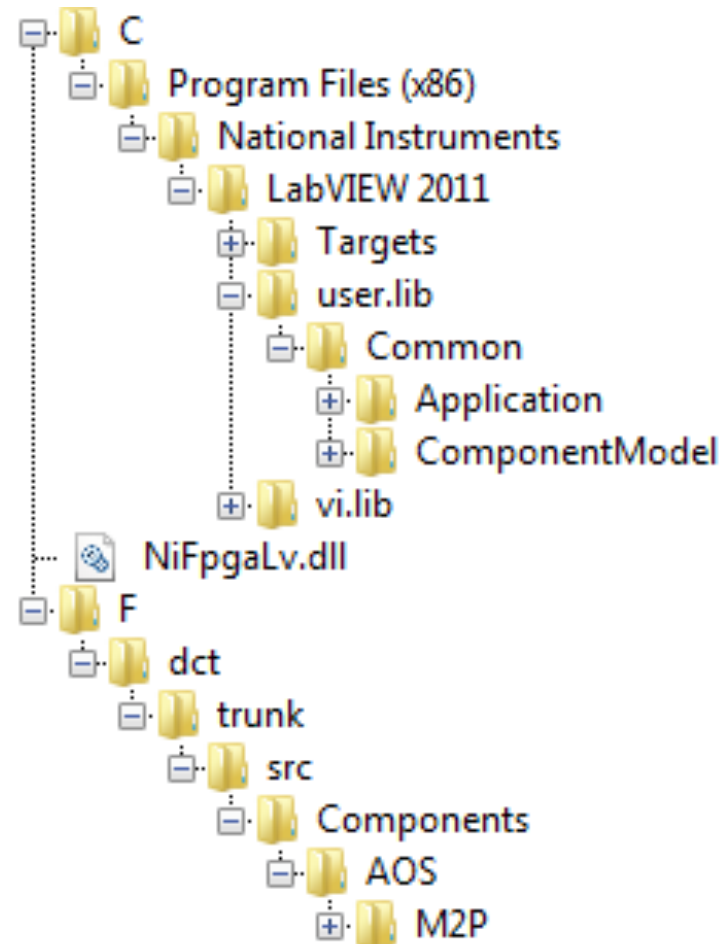 C
Program Files (x86)
National Instruments
LabVIEW 2011
Targets
user.lib
Common
Application
ComponentModel
vi.lib
NiFpgaLv.dll
F
dct
trunk
src
Components
AOS
M2P